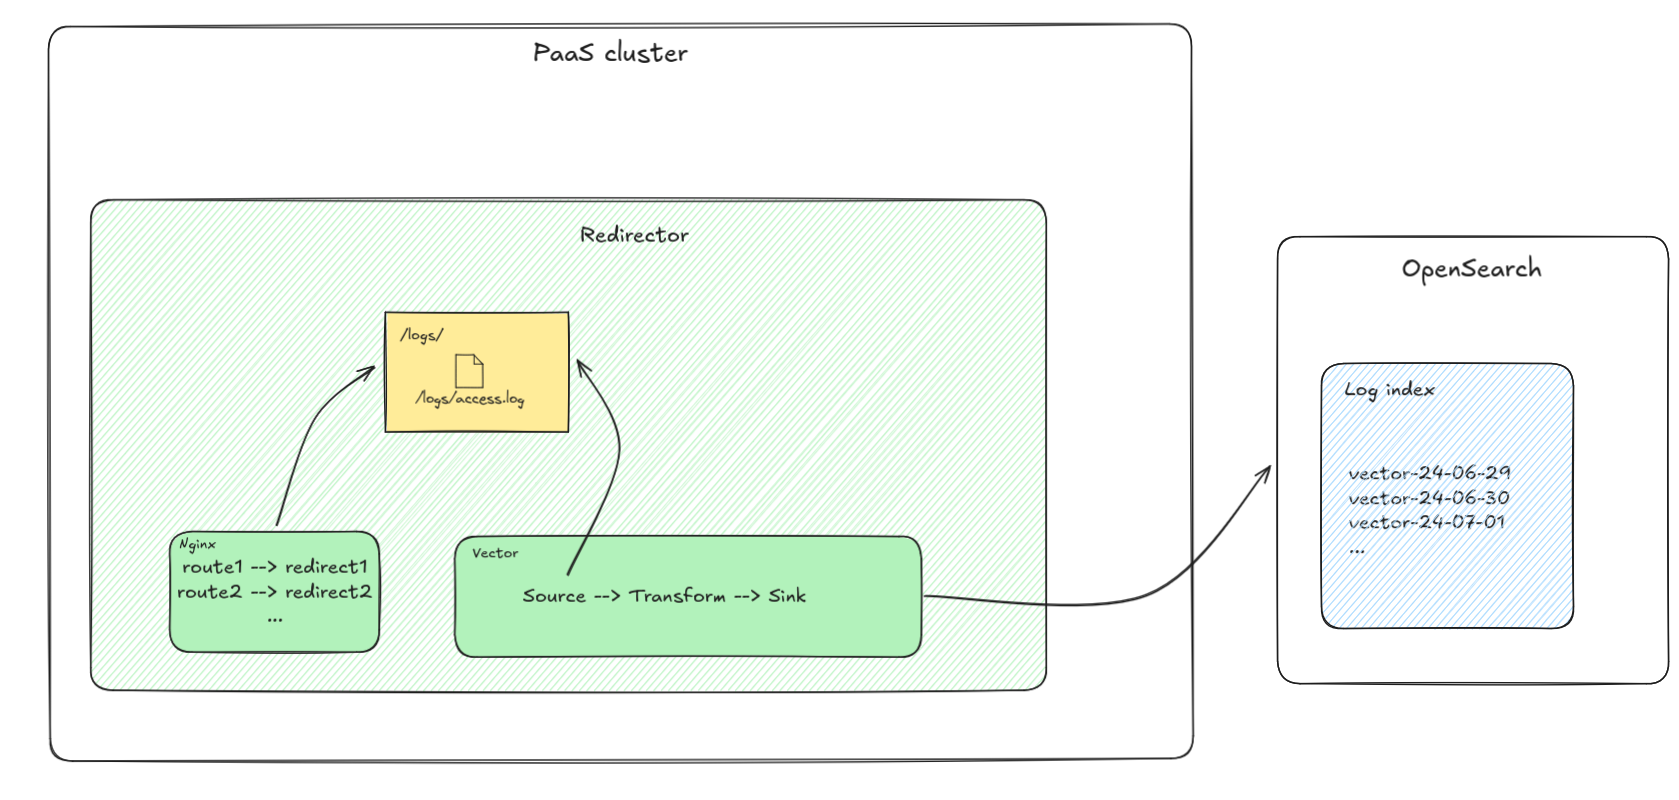 PaaS cluster
Redirector
/logs/
/logs/access.log
Nginx
route1 --> redirect1
route2 --> redirect2
...
Vector
Source --> Transform --> Sink
OpenSearch
Log index
vector-24-06-29
vector-24-06-30
vector-24-07-01
...